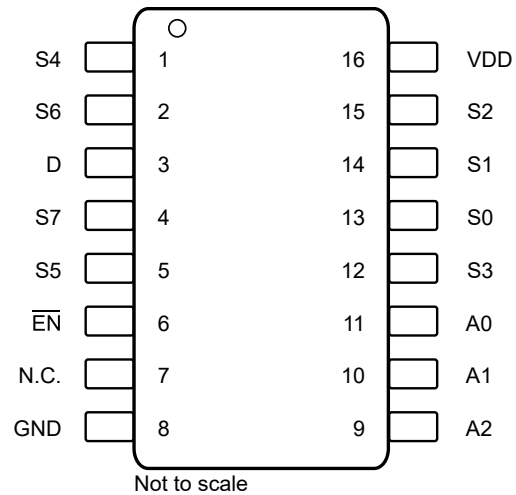 S4 1 16 VDD
S6 2 15 S2
D 3 14 S1
S7 4 13 S0
S5 5 12 S3
E̅N̅ 6 11 A0
N.C. 7 10 A1
GND 8 9 A2
Not to scale